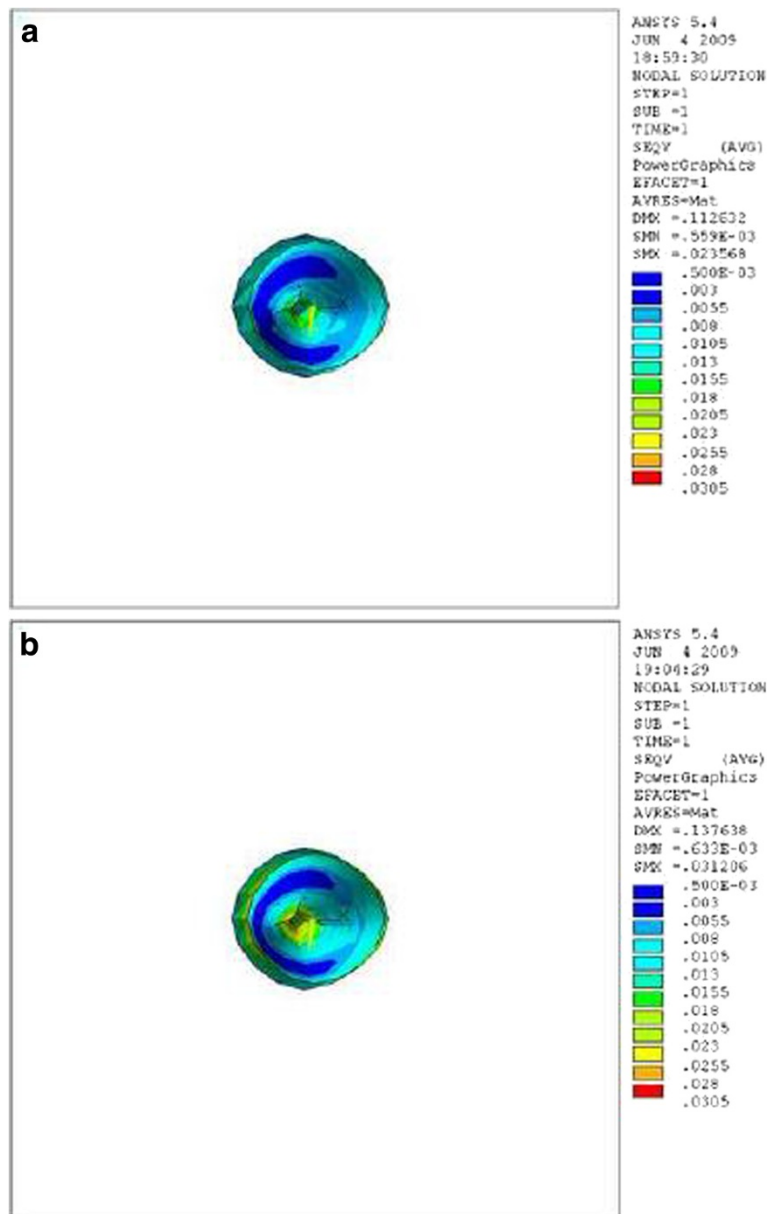 a
ANSYS 5.4
JUN 4 2009
18:59:30
NODAL SOLUTION
STEP=1
SUB =1
TIME=1
SEQV (AVG)
PowerGraphics
EFACET=1
AVRES=Mat
DMX =.112632
SMN =.559E-03
SMX =.023568
.500E-03
.003
.0055
.008
.0105
.013
.0155
.018
.0205
.023
.0255
.028
.0305
b
ANSYS 5.4
JUN 4 2009
19:04:29
NODAL SOLUTION
STEP=1
SUB =1
TIME=1
SEQV (AVG)
PowerGraphics
EFACET=1
AVRES=Mat
DMX =.137638
SMN =.633E-03
SMX =.031206
.500E-03
.003
.0055
.008
.0105
.013
.0155
.018
.0205
.023
.0255
.028
.0305